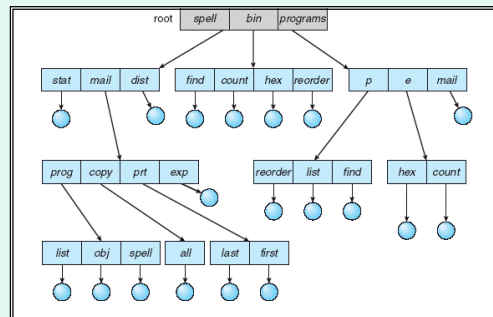 root spell bin programs
stat mail dist find count hex reorder p e mail
prog copy prt exp reorder list find hex count
list obj spell all last first